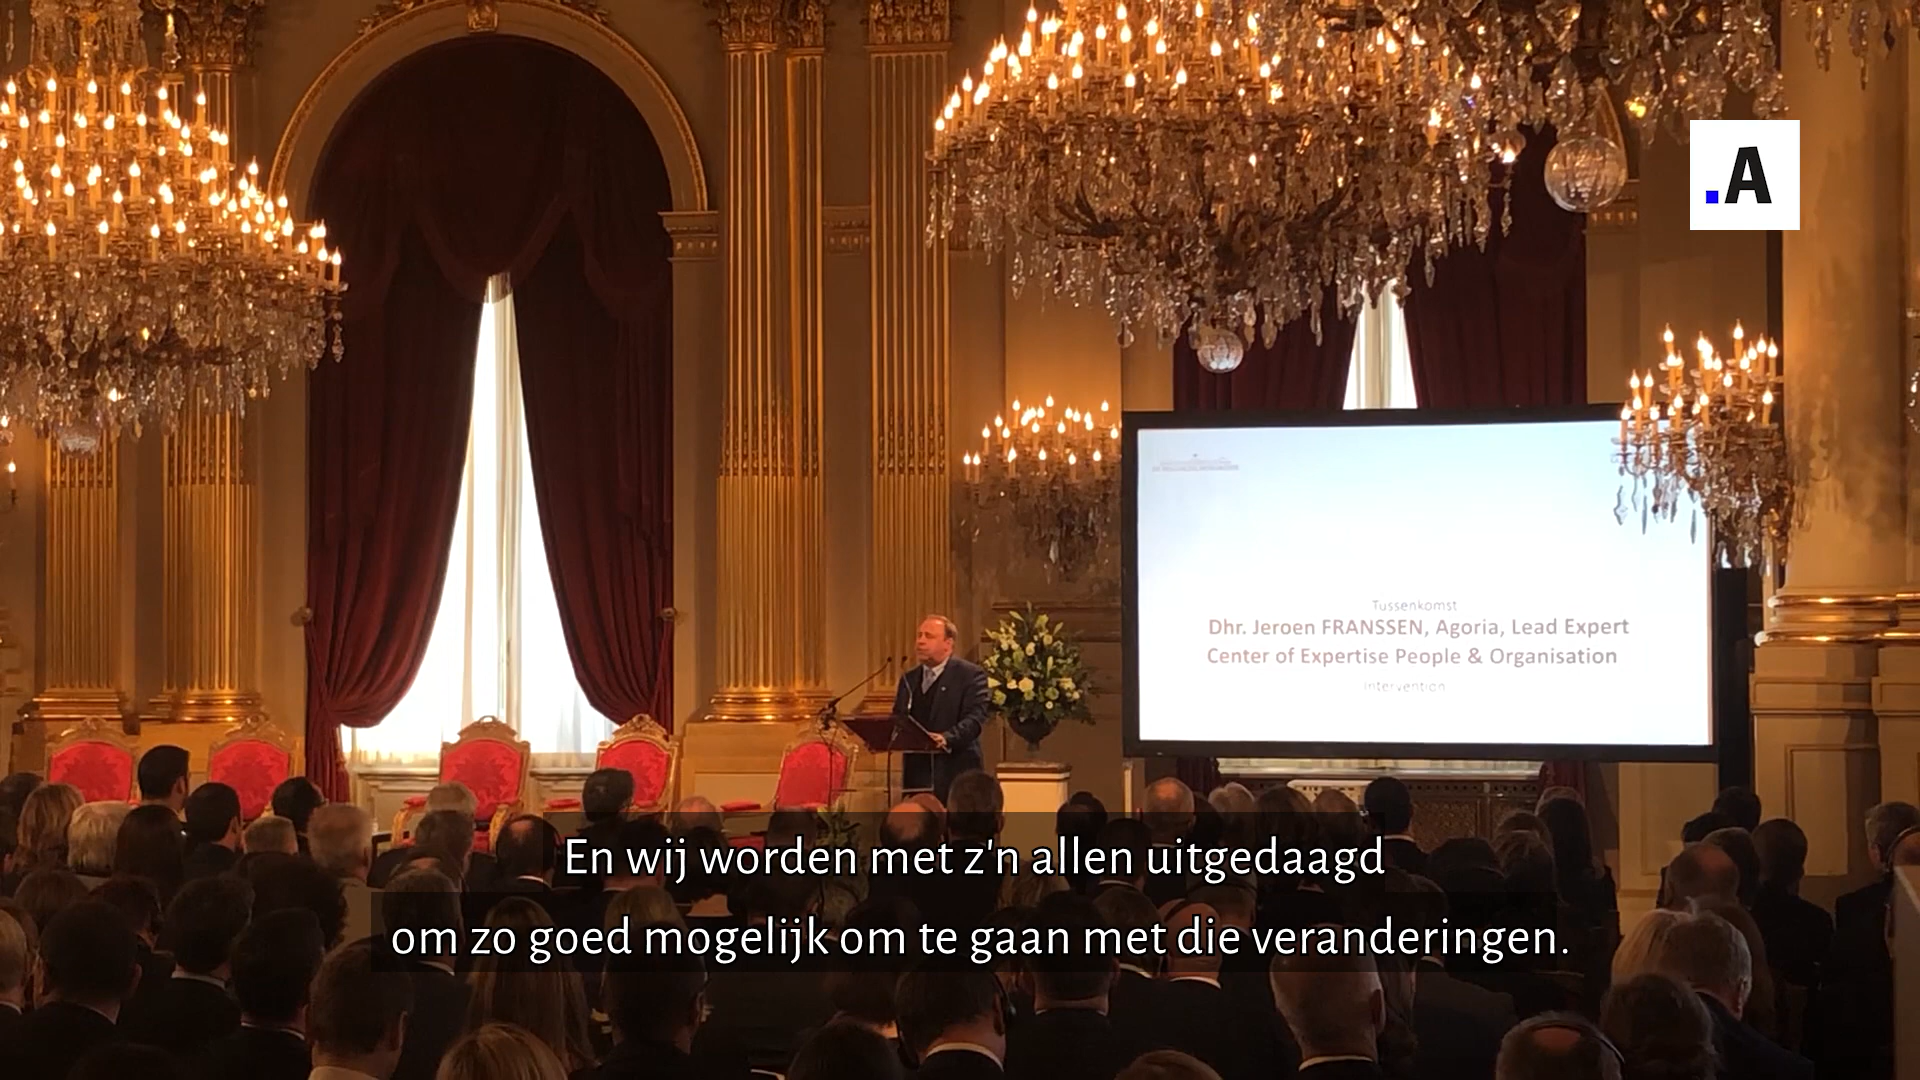 .A
Tussenkomst
Dhr. Jeroen FRANSSEN, Agoria, Lead Expert
Center of Expertise People & Organisation
Intervention
En wij worden met z'n allen uitgedaagd
om zo goed mogelijk om te gaan met die veranderingen.